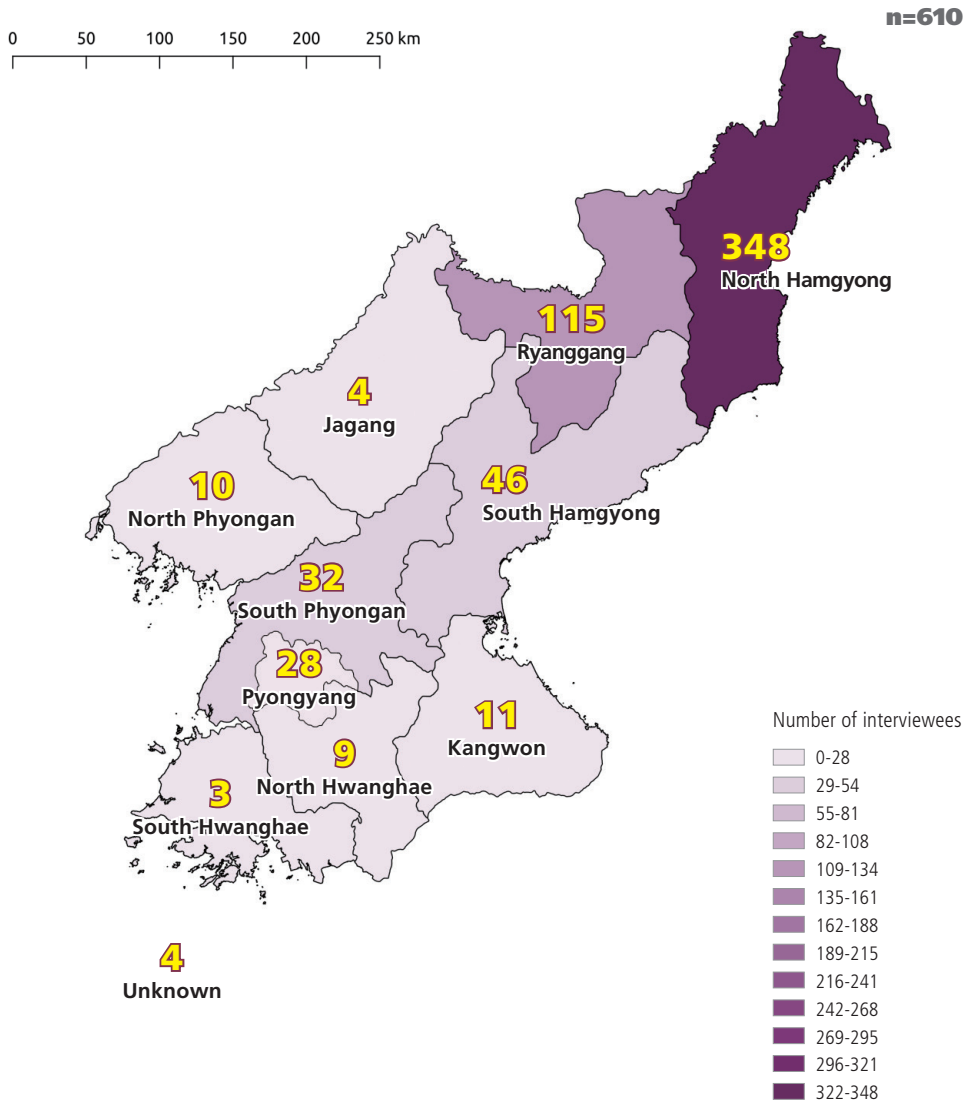 n=610
0 50 100 150 200 250 km
348
North Hamgyong
115
Ryanggang
4
Jagang
46
South Hamgyong
10
North Phyongan
32
South Phyongan
28
Pyongyang
11
Kangwon
9
North Hwanghae
3
South Hwanghae
4
Unknown
Number of interviewees
0-28
29-54
55-81
82-108
109-134
135-161
162-188
189-215
216-241
242-268
269-295
296-321
322-348